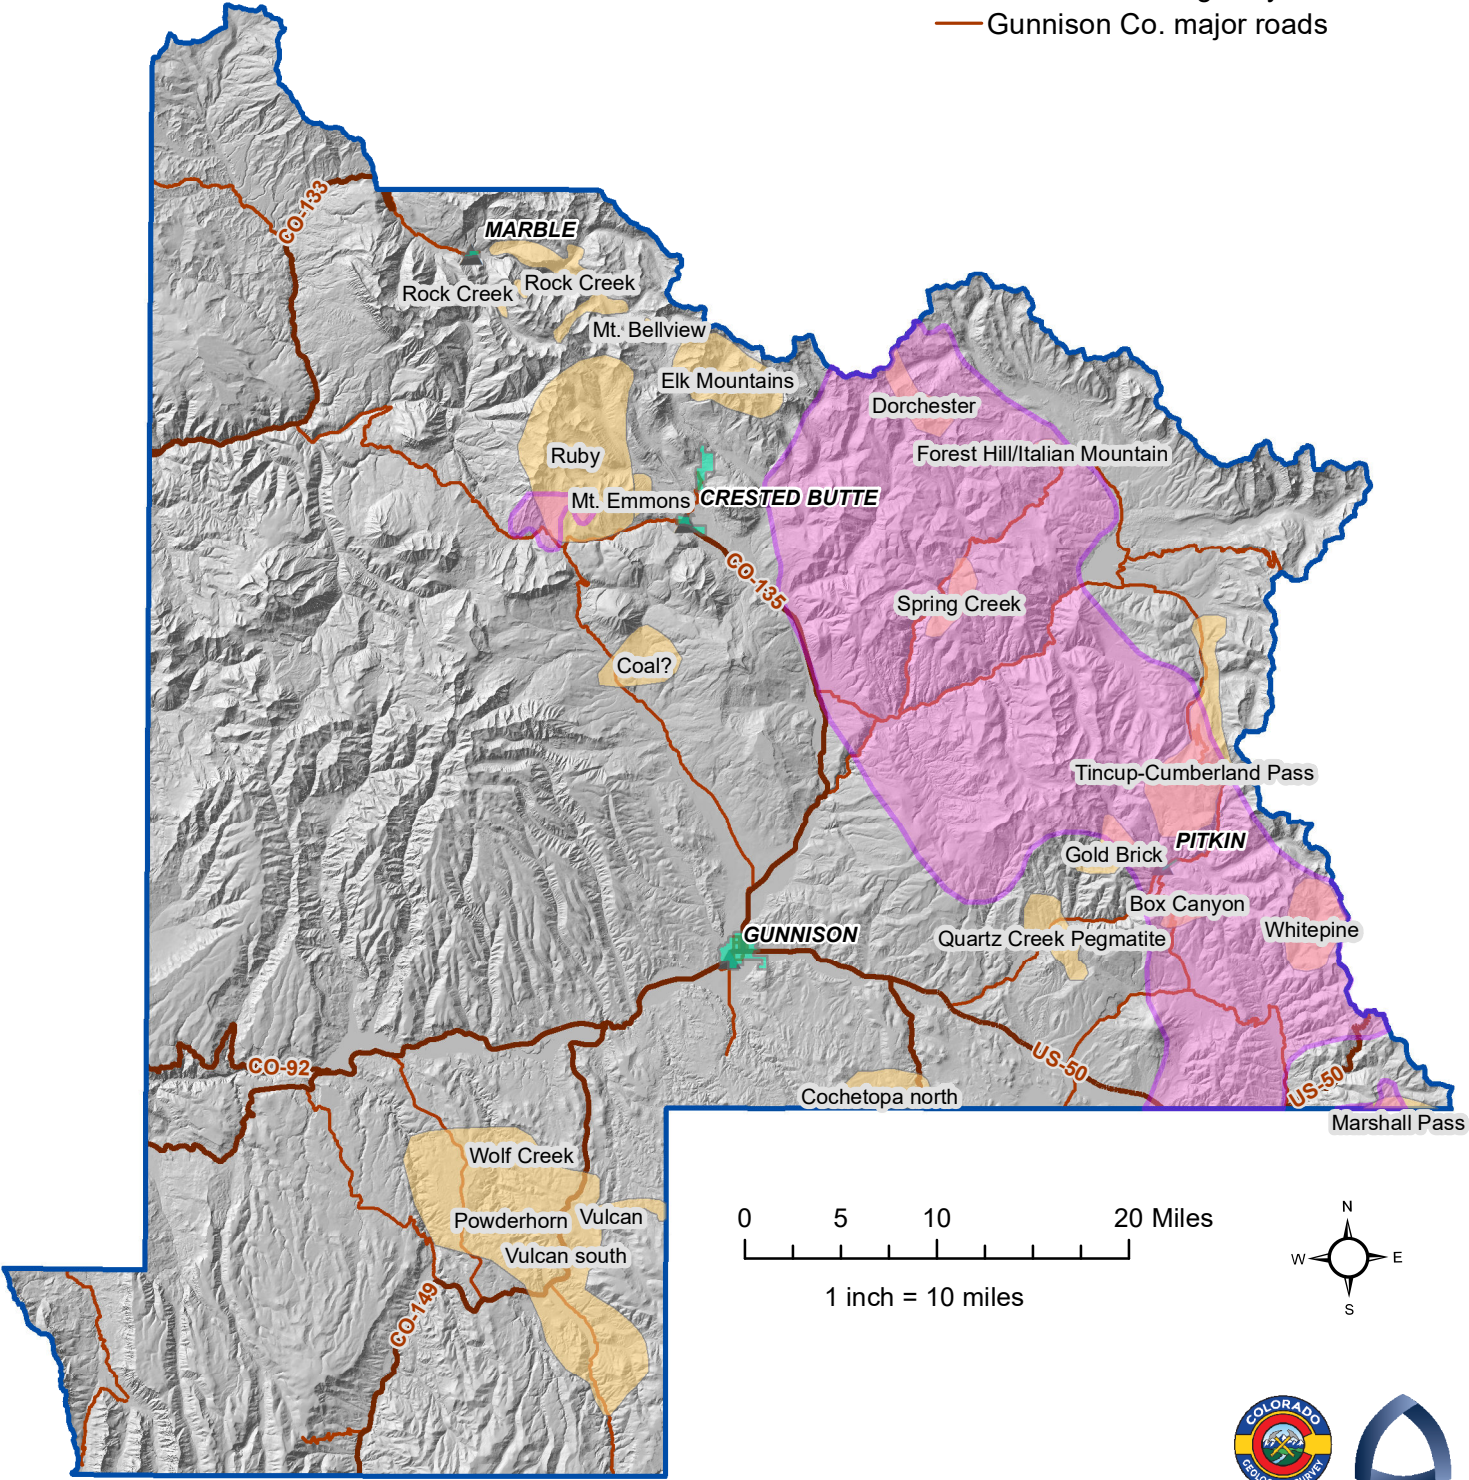 Gunnison Co. major roads
CO-133
MARBLE
Rock Creek
Rock Creek
Mt. Bellview
Elk Mountains
Dorchester
Forest Hill/Italian Mountain
Ruby
Mt. Emmons
CRESTED BUTTE
CO-135
Spring Creek
Coal?
Tincup-Cumberland Pass
PITKIN
Gold Brick
Box Canyon
Whitepine
Quartz Creek Pegmatite
GUNNISON
US-50
US-50
CO-92
Cochetopa north
Marshall Pass
Wolf Creek
Powderhorn
Vulcan
Vulcan south
CO-149
0 5 10 20 Miles
1 inch = 10 miles
N
W
E
S
COLORADO